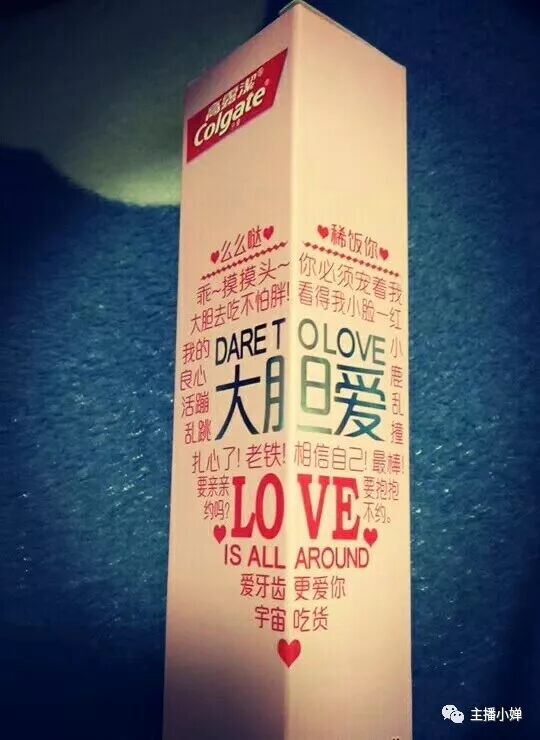 高露潔®
Colgate®
么么哒 稀饭你
乖~摸摸头~ 你必须宠着我
大胆去吃不怕胖! 看得我小脸一红
我的良心活蹦乱跳
DARE TO LOVE
大胆爱
小鹿乱撞
扎心了!老铁! 相信自己!最棒!
要亲亲约吗?
LOVE
要抱抱不约。
IS ALL AROUND
爱牙齿 更爱你
宇宙 吃货
主播小婵